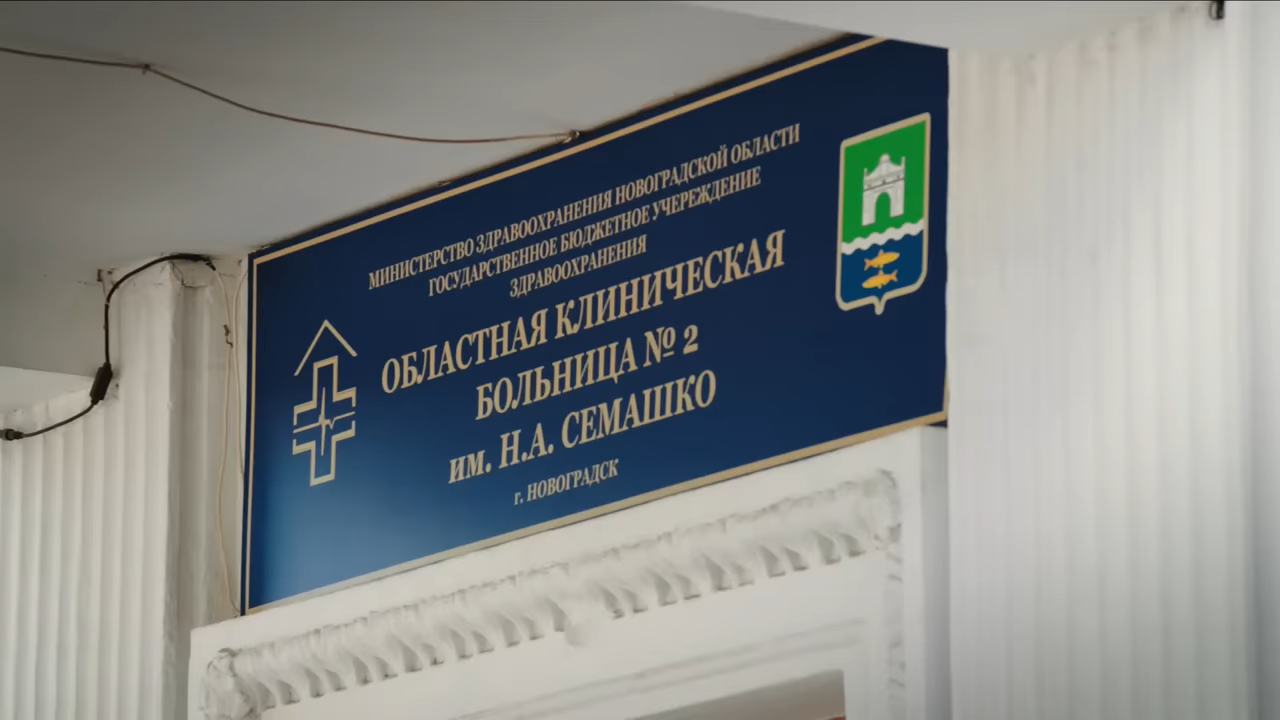 МИНИСТЕРСТВО ЗДРАВООХРАНЕНИЯ НОВОГРАДСКОЙ ОБЛАСТИ
ГОСУДАРСТВЕННОЕ БЮДЖЕТНОЕ УЧЕРЕЖДЕНИЕ
ЗДРАВООХРАНЕНИЯ
ОБЛАСТНАЯ КЛИНИЧЕСКАЯ
БОЛЬНИЦА № 2
им. Н.А. СЕМАШКО
г. НОВОГРАДСК